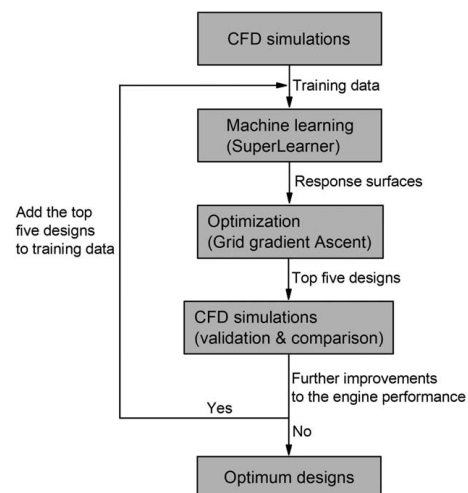 CFD simulations
Training data
Machine learning
(SuperLearner)
Response surfaces
Add the top
five designs
to training data
Optimization
(Grid gradient Ascent)
Top five designs
CFD simulations
(validation & comparison)
Further improvements
to the engine performance
Yes
No
Optimum designs